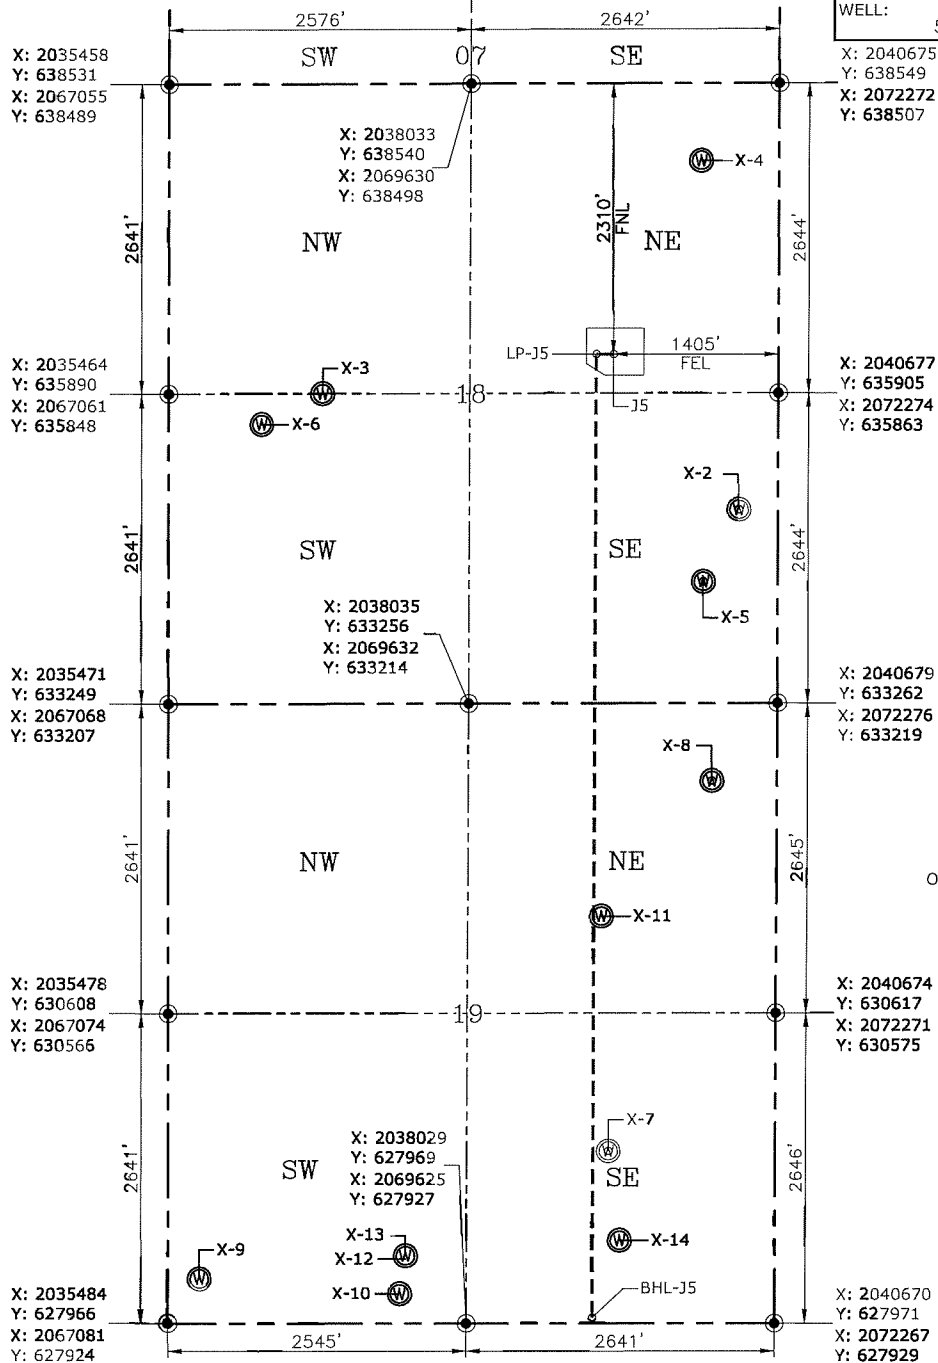 2576'
2642'
WELL:
5
SW
07
SE
X: 2035458
Y: 638531
X: 2067055
Y: 638489
X: 2040675
Y: 638549
X: 2072272
Y: 638507
X: 2038033
Y: 638540
X: 2069630
Y: 638498
X-4
2641'
2310'
FNL
2644'
NW
NE
LP-J5
1405'
FEL
X: 2035464
Y: 635890
X: 2067061
Y: 635848
X-3
18
J5
X: 2040677
Y: 635905
X: 2072274
Y: 635863
X-6
X-2
2641'
2644'
SW
SE
X-5
X: 2038035
Y: 633256
X: 2069632
Y: 633214
X: 2035471
Y: 633249
X: 2067068
Y: 633207
X: 2040679
Y: 633262
X: 2072276
Y: 633219
X-8
2641'
2645'
NW
NE
O
X-11
X: 2035478
Y: 630608
X: 2067074
Y: 630566
19
X: 2040674
Y: 630617
X: 2072271
Y: 630575
X-7
2641'
2646'
X: 2038029
Y: 627969
X: 2069625
Y: 627927
SW
SE
X-13
X-14
X-9
X-12
X-10
BHL-J5
X: 2035484
Y: 627966
X: 2067081
Y: 627924
X: 2040670
Y: 627971
X: 2072267
Y: 627929
2545'
2641'